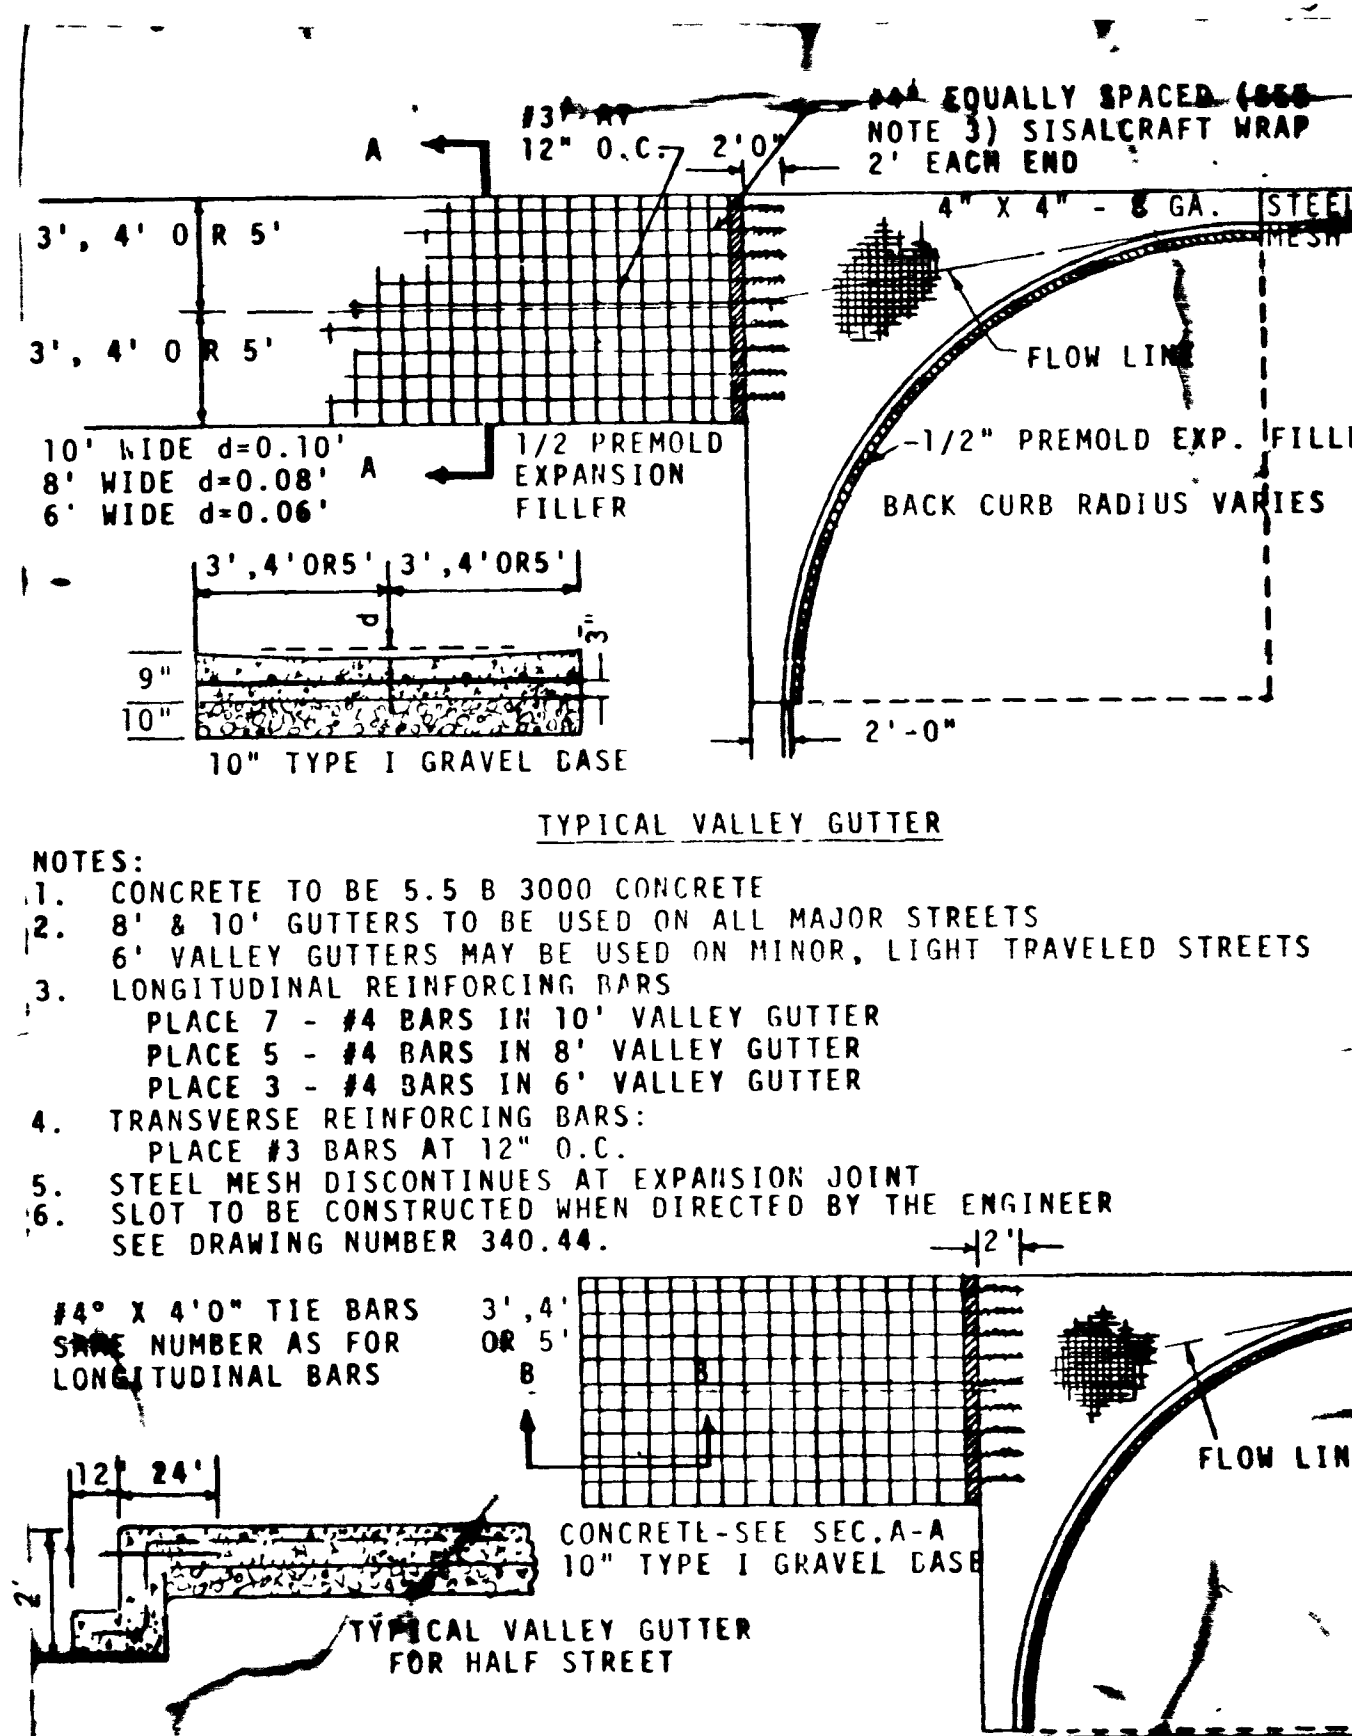 #3
12" O.C.
2'0"
#4 EQUALLY SPACED (SEE
NOTE 3) SISALCRAFT WRAP
2' EACH END
A
3', 4' O R 5'
3', 4' O R 5'
4" X 4" - GA.
STEEL
MESH
FLOW LINE
10' WIDE d=0.10'
8' WIDE d=0.08'
6' WIDE d=0.06'
A
1/2 PREMOLD
EXPANSION
FILLER
1/2" PREMOLD EXP. FILLE
BACK CURB RADIUS VARIES
3',4'OR5'
3',4'OR5'
d
3"
9"
10"
10" TYPE I GRAVEL BASE
2'-0"
TYPICAL VALLEY GUTTER
NOTES:
1. CONCRETE TO BE 5.5 B 3000 CONCRETE
2. 8' & 10' GUTTERS TO BE USED ON ALL MAJOR STREETS
6' VALLEY GUTTERS MAY BE USED ON MINOR, LIGHT TRAVELED STREETS
3. LONGITUDINAL REINFORCING BARS
PLACE 7 - #4 BARS IN 10' VALLEY GUTTER
PLACE 5 - #4 BARS IN 8' VALLEY GUTTER
PLACE 3 - #4 BARS IN 6' VALLEY GUTTER
4. TRANSVERSE REINFORCING BARS:
PLACE #3 BARS AT 12" O.C.
5. STEEL MESH DISCONTINUES AT EXPANSION JOINT
6. SLOT TO BE CONSTRUCTED WHEN DIRECTED BY THE ENGINEER
SEE DRAWING NUMBER 340.44.
2'
#4° X 4'0" TIE BARS
SAME NUMBER AS FOR
LONGITUDINAL BARS
3',4'
OR 5'
B
B
FLOW LIN
12"
24'
2'
CONCRETE-SEE SEC.A-A
10" TYPE I GRAVEL BASE
TYPICAL VALLEY GUTTER
FOR HALF STREET